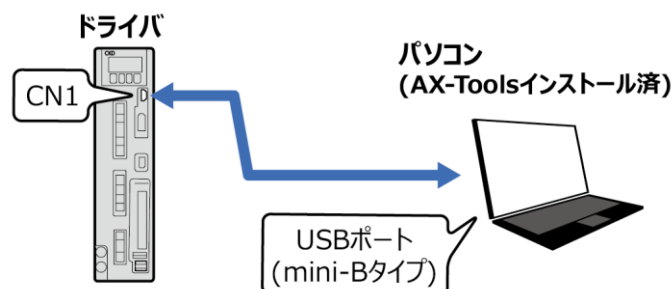 ドライバ
CKD
CN1
パソコン
(AX-Toolsインストール済)
USBポート
(mini-Bタイプ)